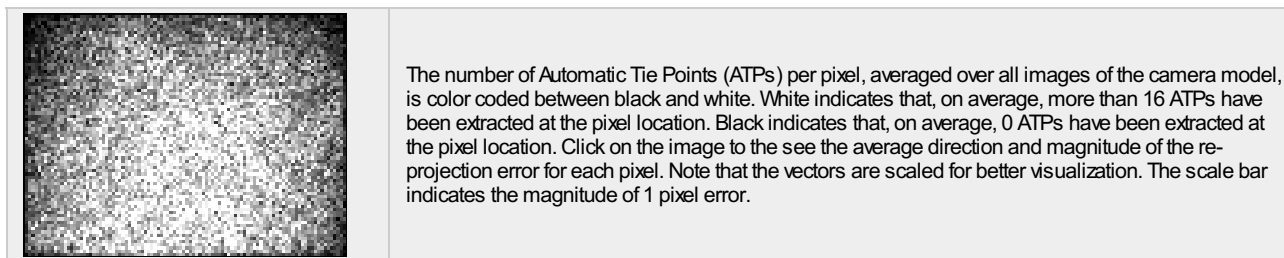 The number of Automatic Tie Points (ATPs) per pixel, averaged over all images of the camera model,
is color coded between black and white. White indicates that, on average, more than 16 ATPs have
been extracted at the pixel location. Black indicates that, on average, 0 ATPs have been extracted at
the pixel location. Click on the image to the see the average direction and magnitude of the re-
projection error for each pixel. Note that the vectors are scaled for better visualization. The scale bar
indicates the magnitude of 1 pixel error.